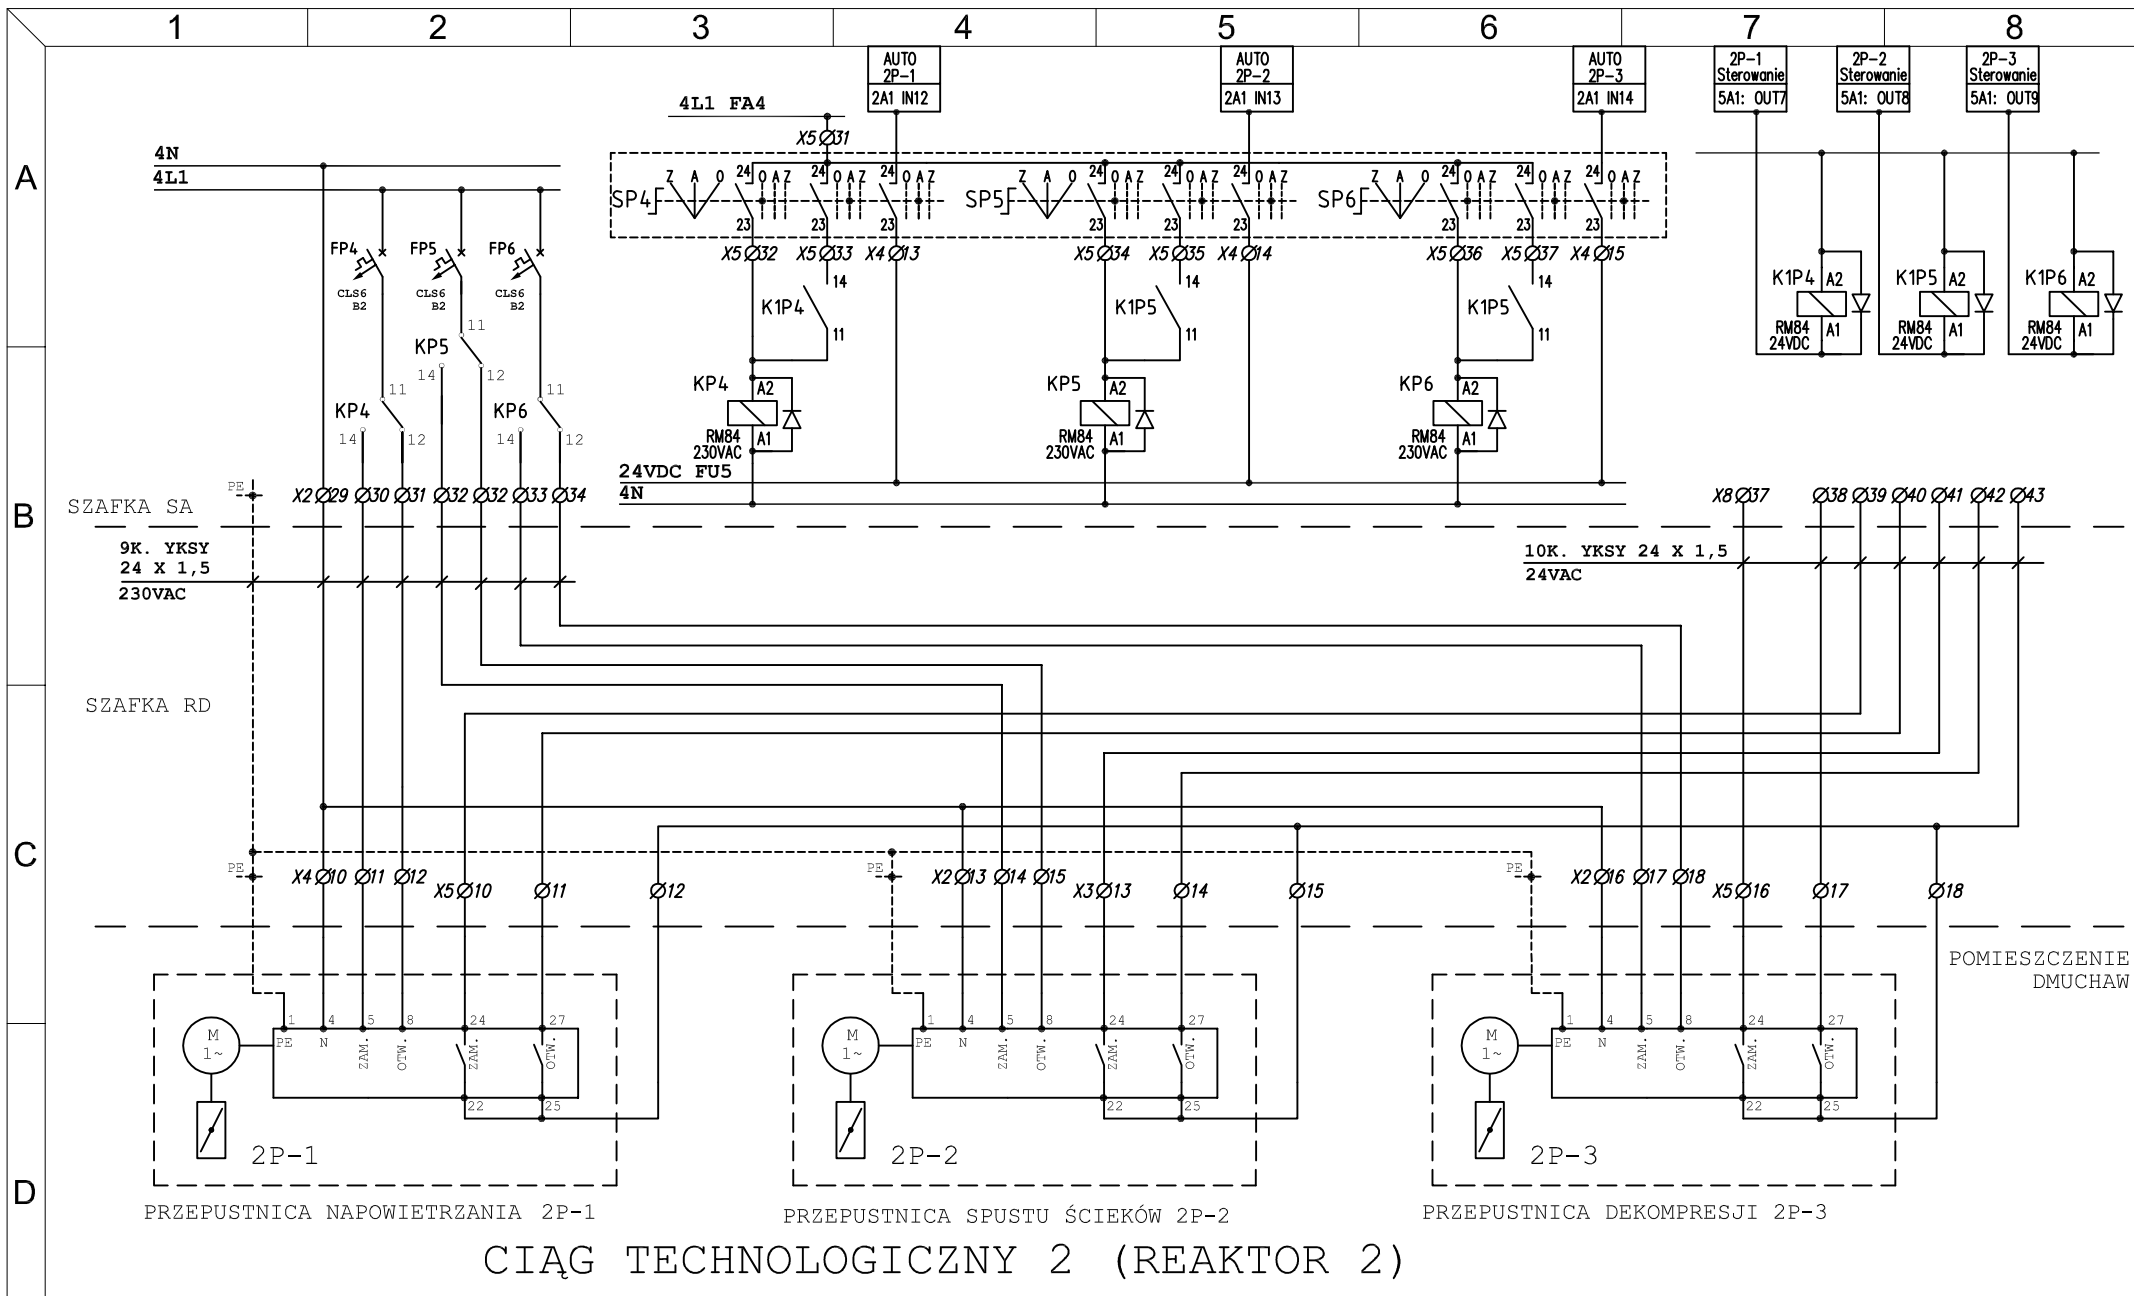 1 2 3 4 5 6 7 8
A
B
C
D
AUTO
2P-1
2A1 IN12
AUTO
2P-2
2A1 IN13
AUTO
2P-3
2A1 IN14
2P-1
Sterowanie
5A1: OUT7
2P-2
Sterowanie
5A1: OUT8
2P-3
Sterowanie
5A1: OUT9
4L1 FA4
X5 31
4N
4L1
SP4 Z A O 24 O A Z 24 O A Z 24 O A Z
23 23 23
SP5 Z A O 24 O A Z 24 O A Z 24 O A Z
23 23 23
SP6 Z A O 24 O A Z 24 O A Z 24 O A Z
23 23 23
X5 32 X5 33 X4 13 X5 34 X5 35 X4 14 X5 36 X5 37 X4 15
FP4 FP5 FP6
CLS6
B2
CLS6
B2
CLS6
B2
14
K1P4
11
14
K1P5
11
14
K1P5
11
K1P4 A2
RM84 A1
24VDC
K1P5 A2
RM84 A1
24VDC
K1P6 A2
RM84 A1
24VDC
11
KP5
14 12
11
KP4
14 12
11
KP6
14 12
KP4 A2
RM84 A1
230VAC
KP5 A2
RM84 A1
230VAC
KP6 A2
RM84 A1
230VAC
24VDC FU5
4N
PE
X2 29 30 31 32 32 33 34
X8 37 38 39 40 41 42 43
SZAFKA SA
9K. YKSY
24 X 1,5
230VAC
10K. YKSY 24 X 1,5
24VAC
SZAFKA RD
PE X4 10 11 12 X5 10 11 12
PE X2 13 14 15 X3 13 14 15
PE X2 16 17 18 X5 16 17 18
POMIESZCZENIE
DMUCHAW
1 4 5 8 24 27
M
1~
PE N ZAM. OTW. ZAM. OTW.
22 25
2P-1
1 4 5 8 24 27
M
1~
PE N ZAM. OTW. ZAM. OTW.
22 25
2P-2
1 4 5 8 24 27
M
1~
PE N ZAM. OTW. ZAM. OTW.
22 25
2P-3
PRZEPUSTNICA NAPOWIETRZANIA 2P-1
PRZEPUSTNICA SPUSTU ŚCIEKÓW 2P-2
PRZEPUSTNICA DEKOMPRESJI 2P-3
CIĄG TECHNOLOGICZNY 2 (REAKTOR 2)